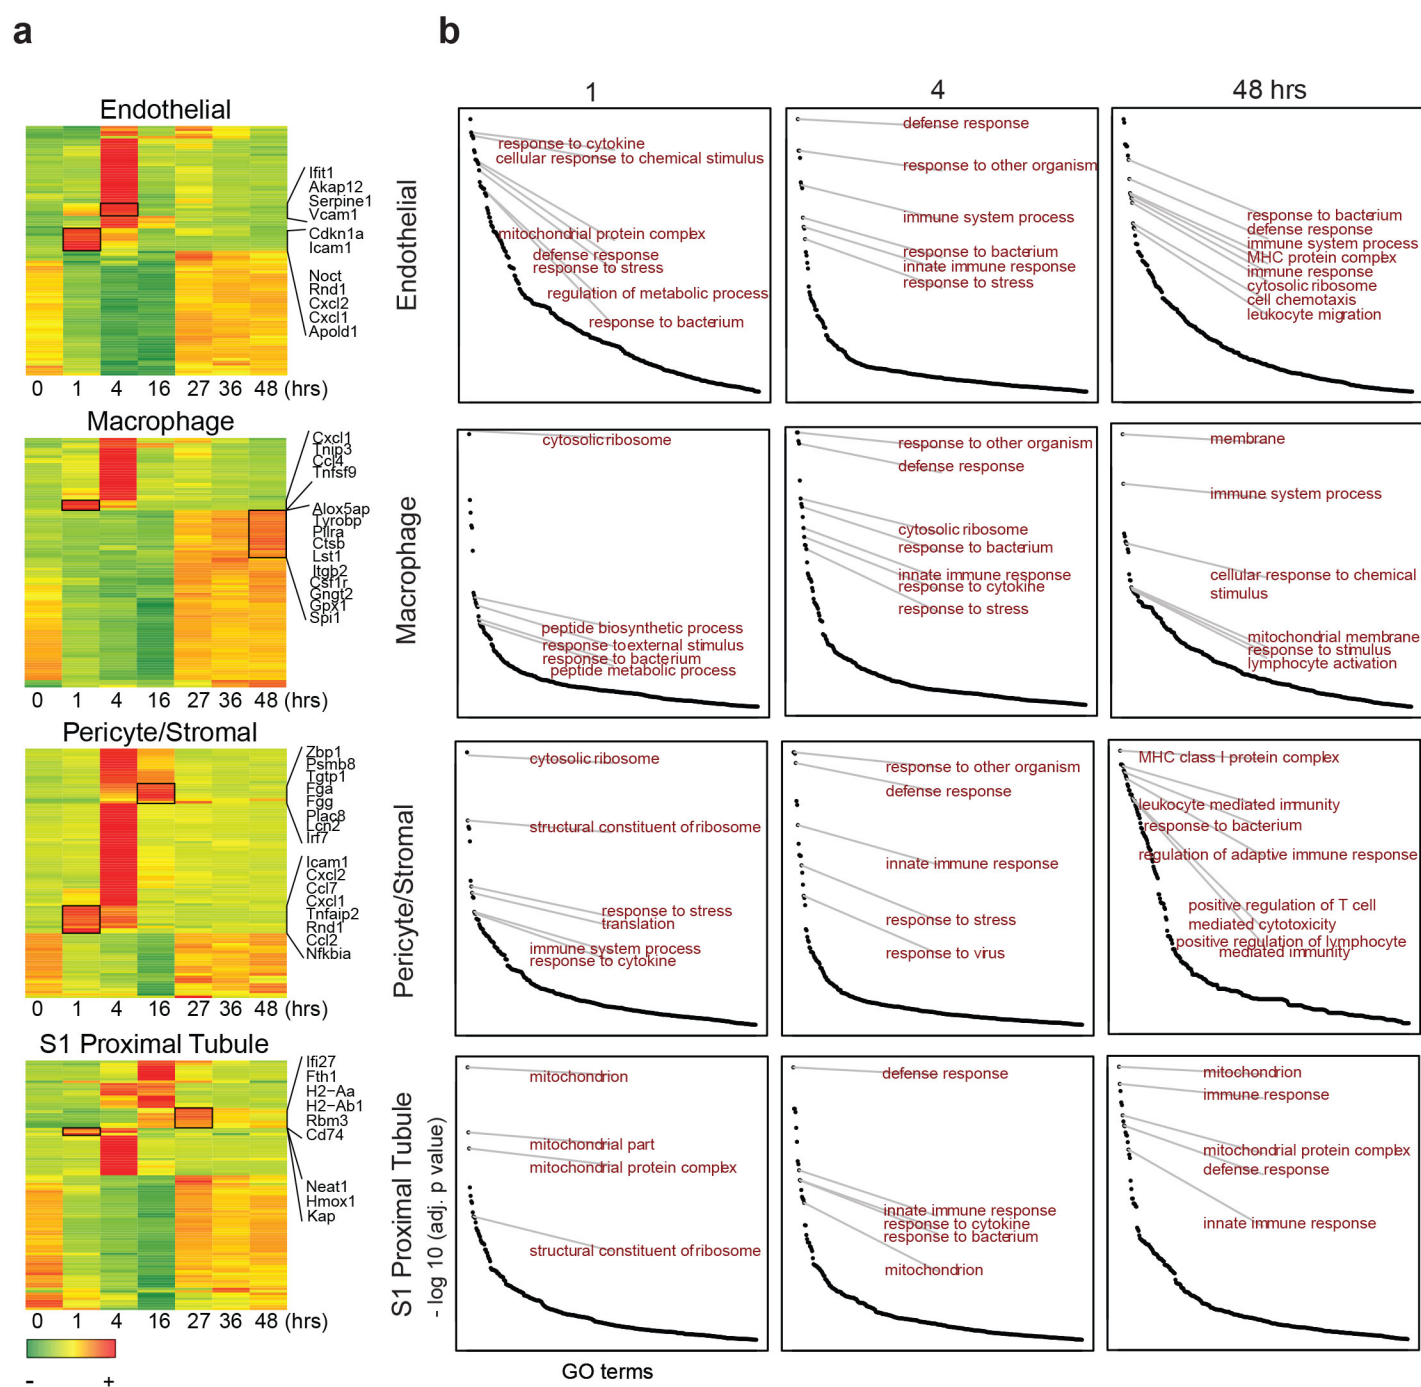 a
b
Endothelial
Ifit1
Akap12
Serpine1
Vcam1
Cdkn1a
Icam1
Noct
Rnd1
Cxcl2
Cxcl1
Apold1
0 1 4 16 27 36 48 (hrs)
Macrophage
Cxcl1
Tnip3
Ccl4
Tnfsf9
Alox5ap
Tyrobp
Pilra
Ctsb
Lst1
Itgb2
Csf1r
Gngt2
Gpx1
Spi1
0 1 4 16 27 36 48 (hrs)
Pericyte/Stromal
Zbp1
Psmb8
Tgtp1
Fga
Fgg
Plac8
Lcn2
Irf7
Icam1
Cxcl2
Ccl7
Cxcl1
Tnfaip2
Rnd1
Ccl2
Nfkbia
0 1 4 16 27 36 48 (hrs)
S1 Proximal Tubule
Ifi27
Fth1
H2−Aa
H2−Ab1
Rbm3
Cd74
Neat1
Hmox1
Kap
0 1 4 16 27 36 48 (hrs)
- +
1 4 48 hrs
Endothelial
response to cytokine
cellular response to chemical stimulus
mitochondrial protein complex
defense response
response to stress
regulation of metabolic process
response to bacterium
defense response
response to other organism
immune system process
response to bacterium
innate immune response
response to stress
response to bacterium
defense response
immune system process
MHC protein complex
immune response
cytosolic ribosome
cell chemotaxis
leukocyte migration
Macrophage
cytosolic ribosome
peptide biosynthetic process
response to external stimulus
response to bacterium
peptide metabolic process
response to other organism
defense response
cytosolic ribosome
response to bacterium
innate immune response
response to cytokine
response to stress
membrane
immune system process
cellular response to chemical
stimulus
mitochondrial membrane
response to stimulus
lymphocyte activation
Pericyte/Stromal
cytosolic ribosome
structural constituent of ribosome
response to stress
translation
immune system process
response to cytokine
response to other organism
defense response
innate immune response
response to stress
response to virus
MHC class I protein complex
leukocyte mediated immunity
response to bacterium
regulation of adaptive immune response
positive regulation of T cell
mediated cytotoxicity
positive regulation of lymphocyte
mediated immunity
S1 Proximal Tubule
- log 10 (adj. p value)
mitochondrion
mitochondrial part
mitochondrial protein complex
structural constituent of ribosome
defense response
innate immune response
response to cytokine
response to bacterium
mitochondrion
mitochondrion
immune response
mitochondrial protein complex
defense response
innate immune response
GO terms